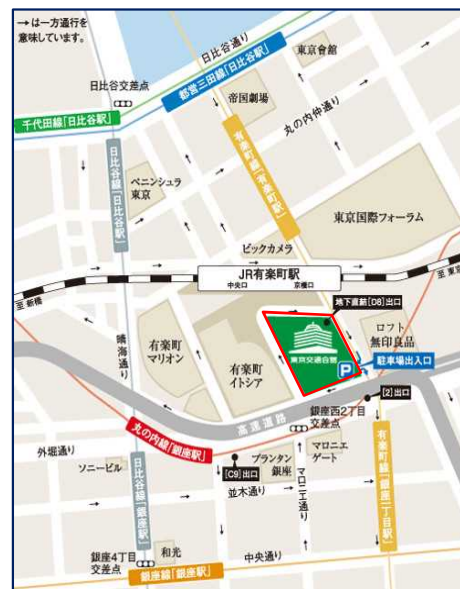 →は一方通行を
意味しています。
日比谷通り
東京會館
日比谷交差点
都営三田線「日比谷駅」
帝国劇場
千代田線「日比谷駅」
丸の内仲通り
有楽町線「有楽町駅」
日比谷線「日比谷駅」
ペニンシュラ
東京
東京国際フォーラム
ビックカメラ
JR有楽町駅
中央口
京橋口
至 新橋
至 東京
地下直結[D8]出口
晴海通り
有楽町
マリオン
有楽町
イトシア
東京交通会館
P
ロフト
無印良品
駐車場出入口
高速道路
[2]出口
銀座西2丁目
交差点
丸の内線「銀座駅」
外堀通り
マロニエ
ゲート
プランタン
銀座
[C9]出口
ソニービル
並木通り
マロニエ通り
有楽町線「銀座一丁目駅」
日比谷線「銀座駅」
銀座4丁目
交差点
和光
中央通り
銀座線「銀座駅」